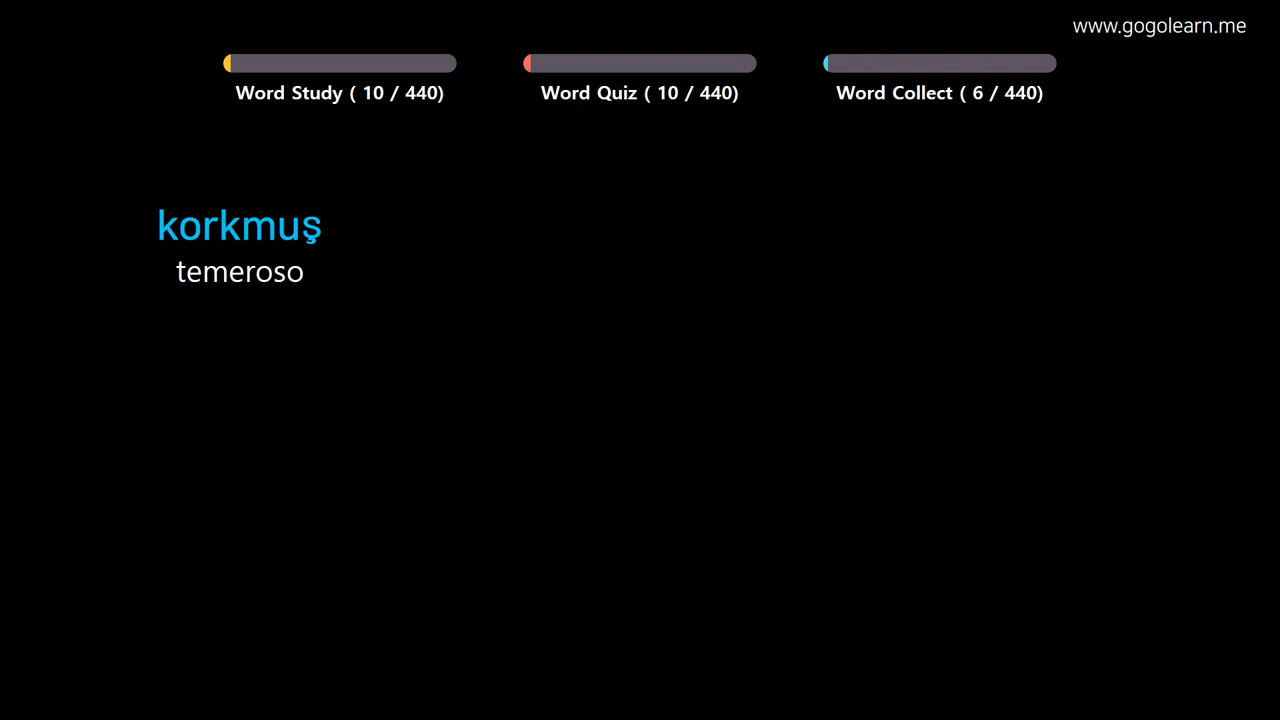 www.gogolearn.me
Word Study ( 10 / 440)
Word Quiz ( 10 / 440)
Word Collect ( 6 / 440)
korkmuş
temeroso